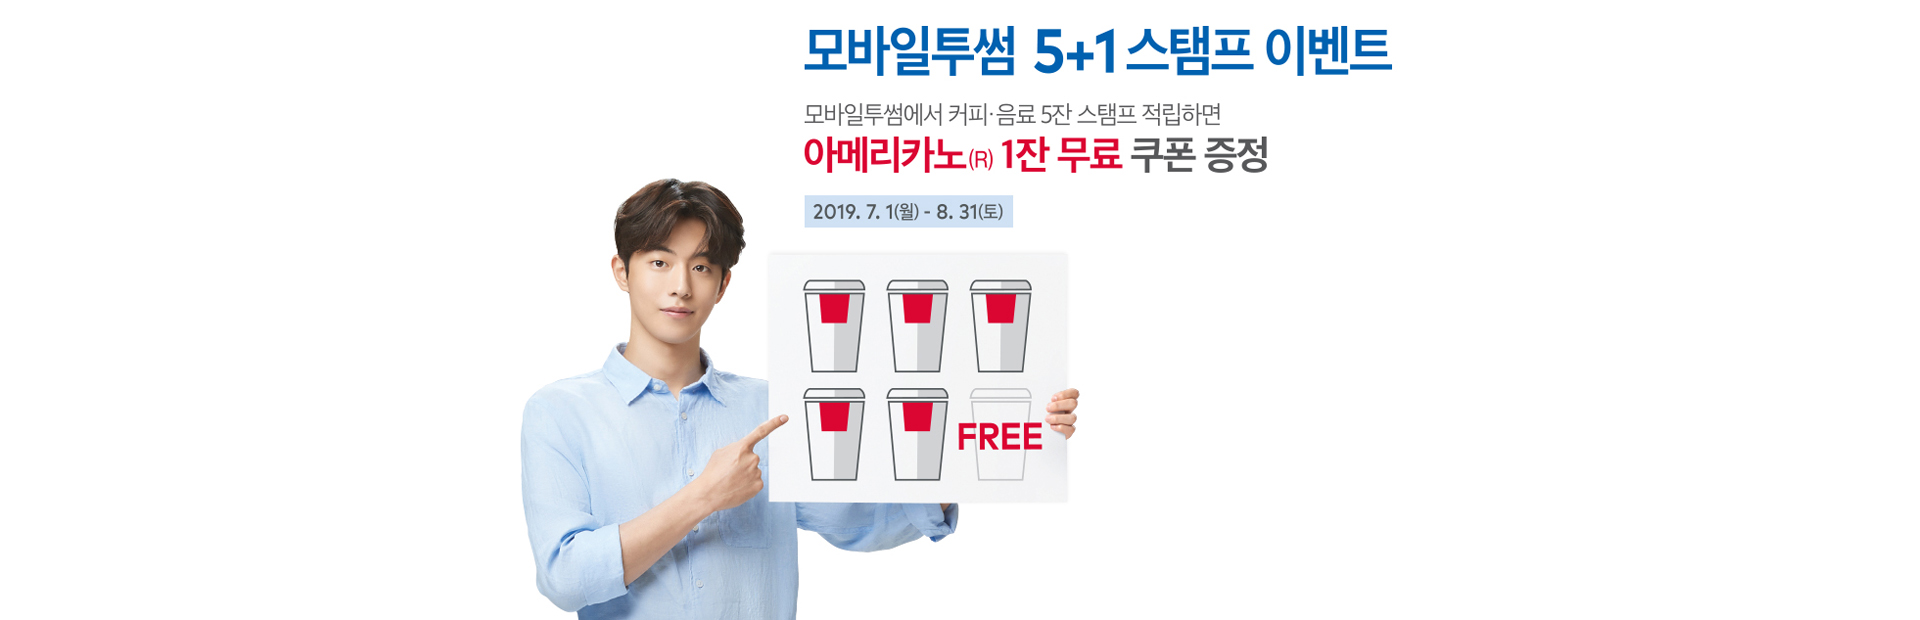 모바일투썸 5+1 스탬프 이벤트
모바일투썸에서 커피·음료 5잔 스탬프 적립하면
아메리카노(R) 1잔 무료 쿠폰 증정
2019. 7. 1(월) - 8. 31(토)
FREE